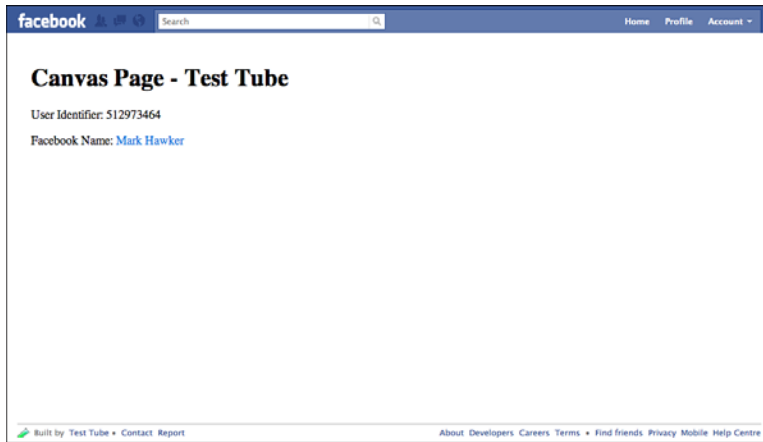 facebook Search Home Profile Account
Canvas Page - Test Tube
User Identifier: 512973464
Facebook Name: Mark Hawker
Built by Test Tube • Contact Report About Developers Careers Terms • Find friends Privacy Mobile Help Centre